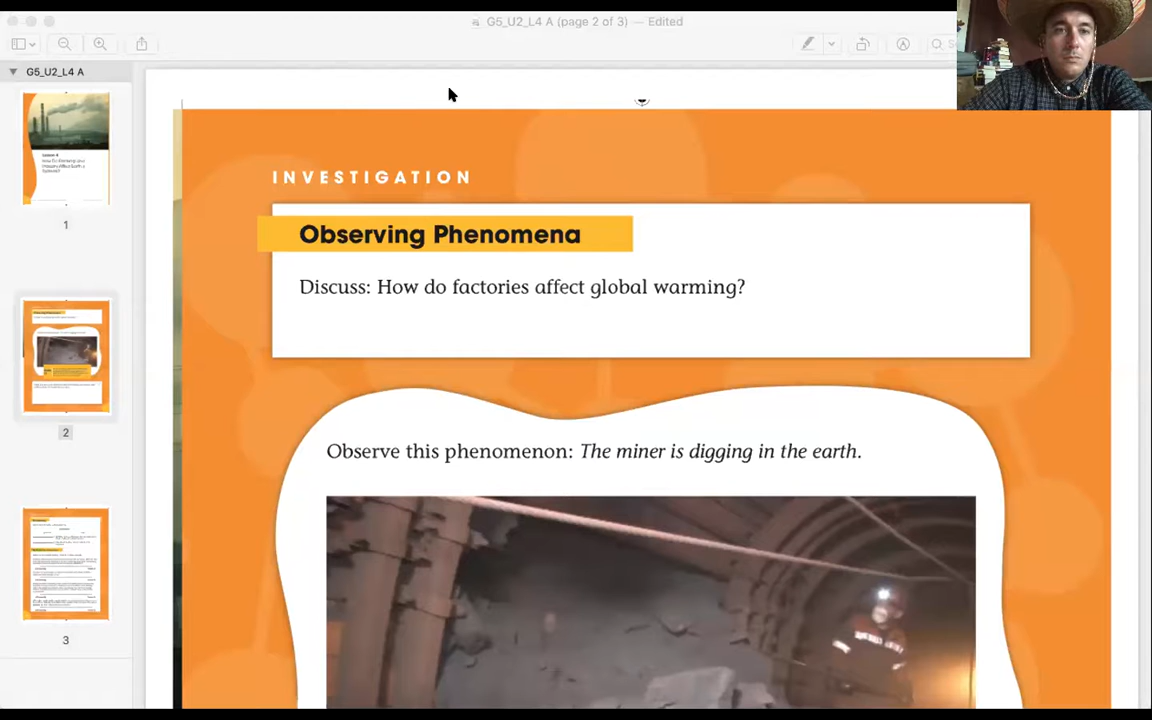 G5_U2_L4 A (page 2 of 3) — Edited
G5_U2_L4 A
1
2
3
INVESTIGATION
Observing Phenomena
Discuss: How do factories affect global warming?
Observe this phenomenon: The miner is digging in the earth.